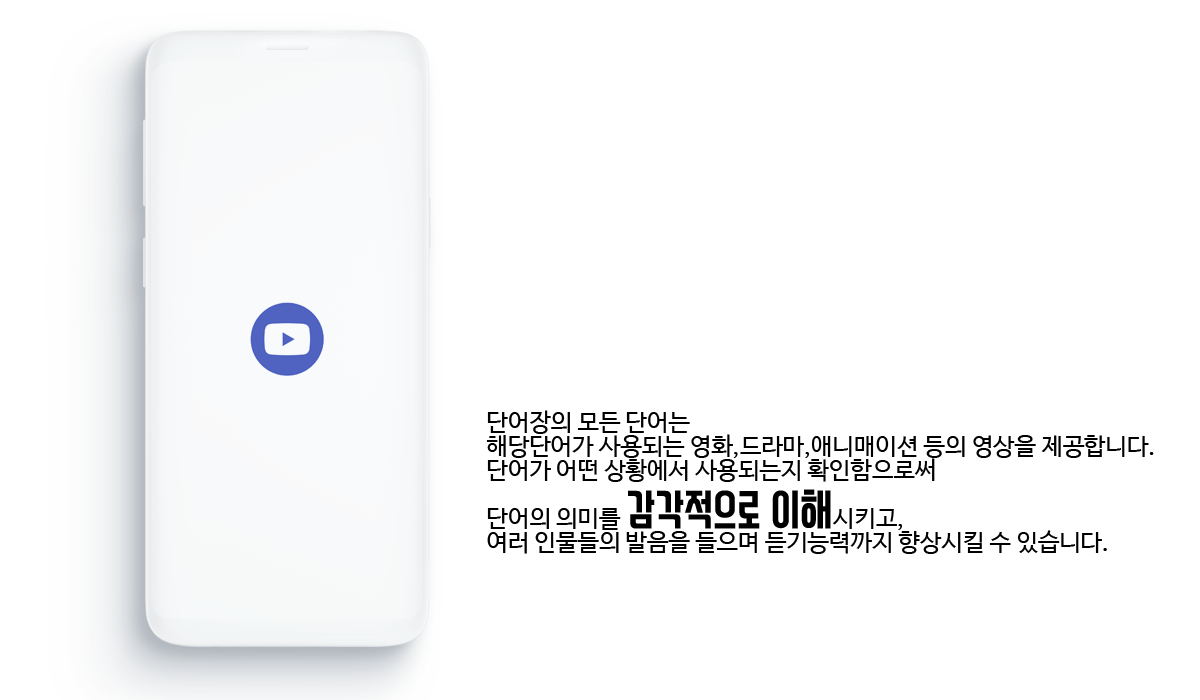 단어장의 모든 단어는
해당단어가 사용되는 영화,드라마,애니매이션 등의 영상을 제공합니다.
단어가 어떤 상황에서 사용되는지 확인함으로써
단어의 의미를 감각적으로 이해시키고,
여러 인물들의 발음을 들으며 듣기능력까지 향상시킬 수 있습니다.